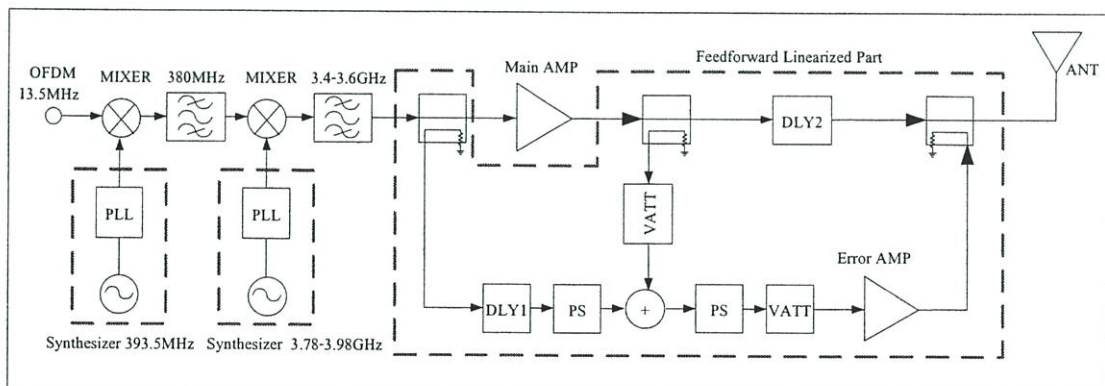 OFDM
13.5MHz
MIXER
380MHz
MIXER
3.4-3.6GHz
Main AMP
Feedforward Linearized Part
ANT
DLY2
PLL
PLL
VATT
Error AMP
DLY1
PS
+
PS
VATT
Synthesizer 393.5MHz
Synthesizer 3.78-3.98GHz